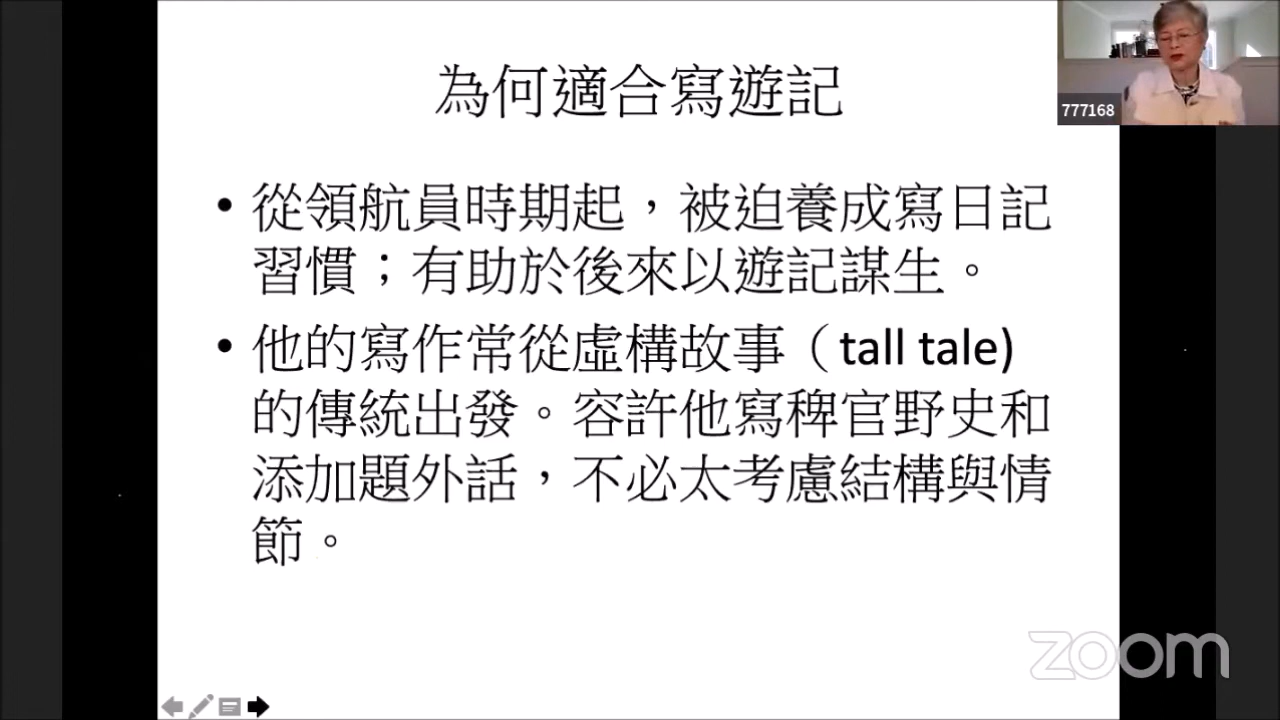 為何適合寫遊記
777168
• 從領航員時期起，被迫養成寫日記
習慣；有助於後來以遊記謀生。
• 他的寫作常從虛構故事（tall tale)
的傳統出發。容許他寫稗官野史和
添加題外話，不必太考慮結構與情
節。
zoom